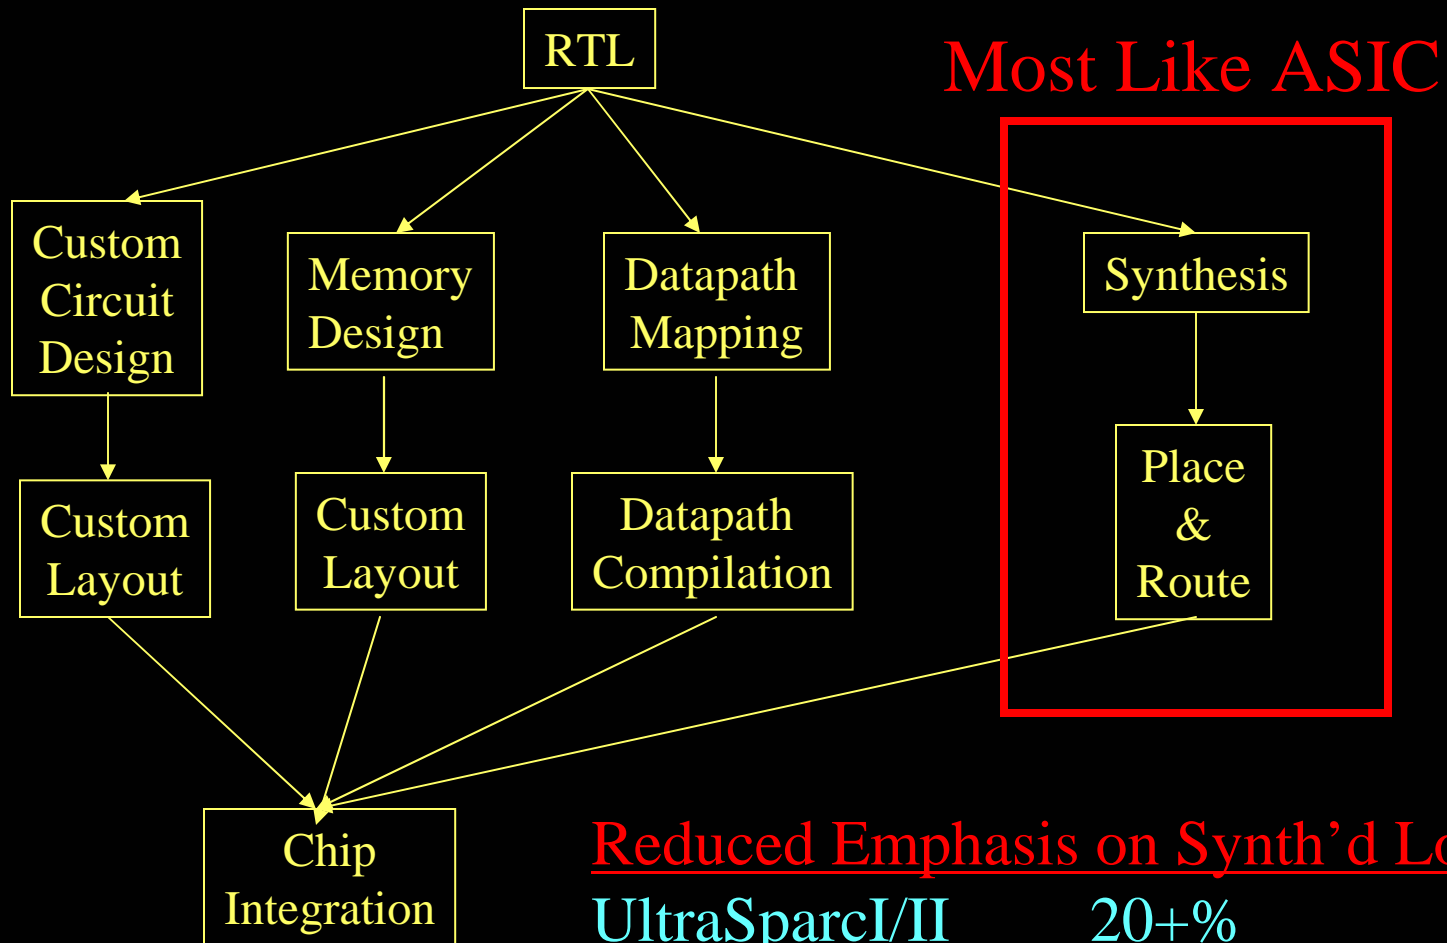 RTL
Most Like ASIC
Custom
Circuit
Design
Memory
Design
Datapath
Mapping
Synthesis
Custom
Layout
Custom
Layout
Datapath
Compilation
Place
&
Route
Chip
Integration
Reduced Emphasis on Synth’d
UltraSparcI/II 20+%